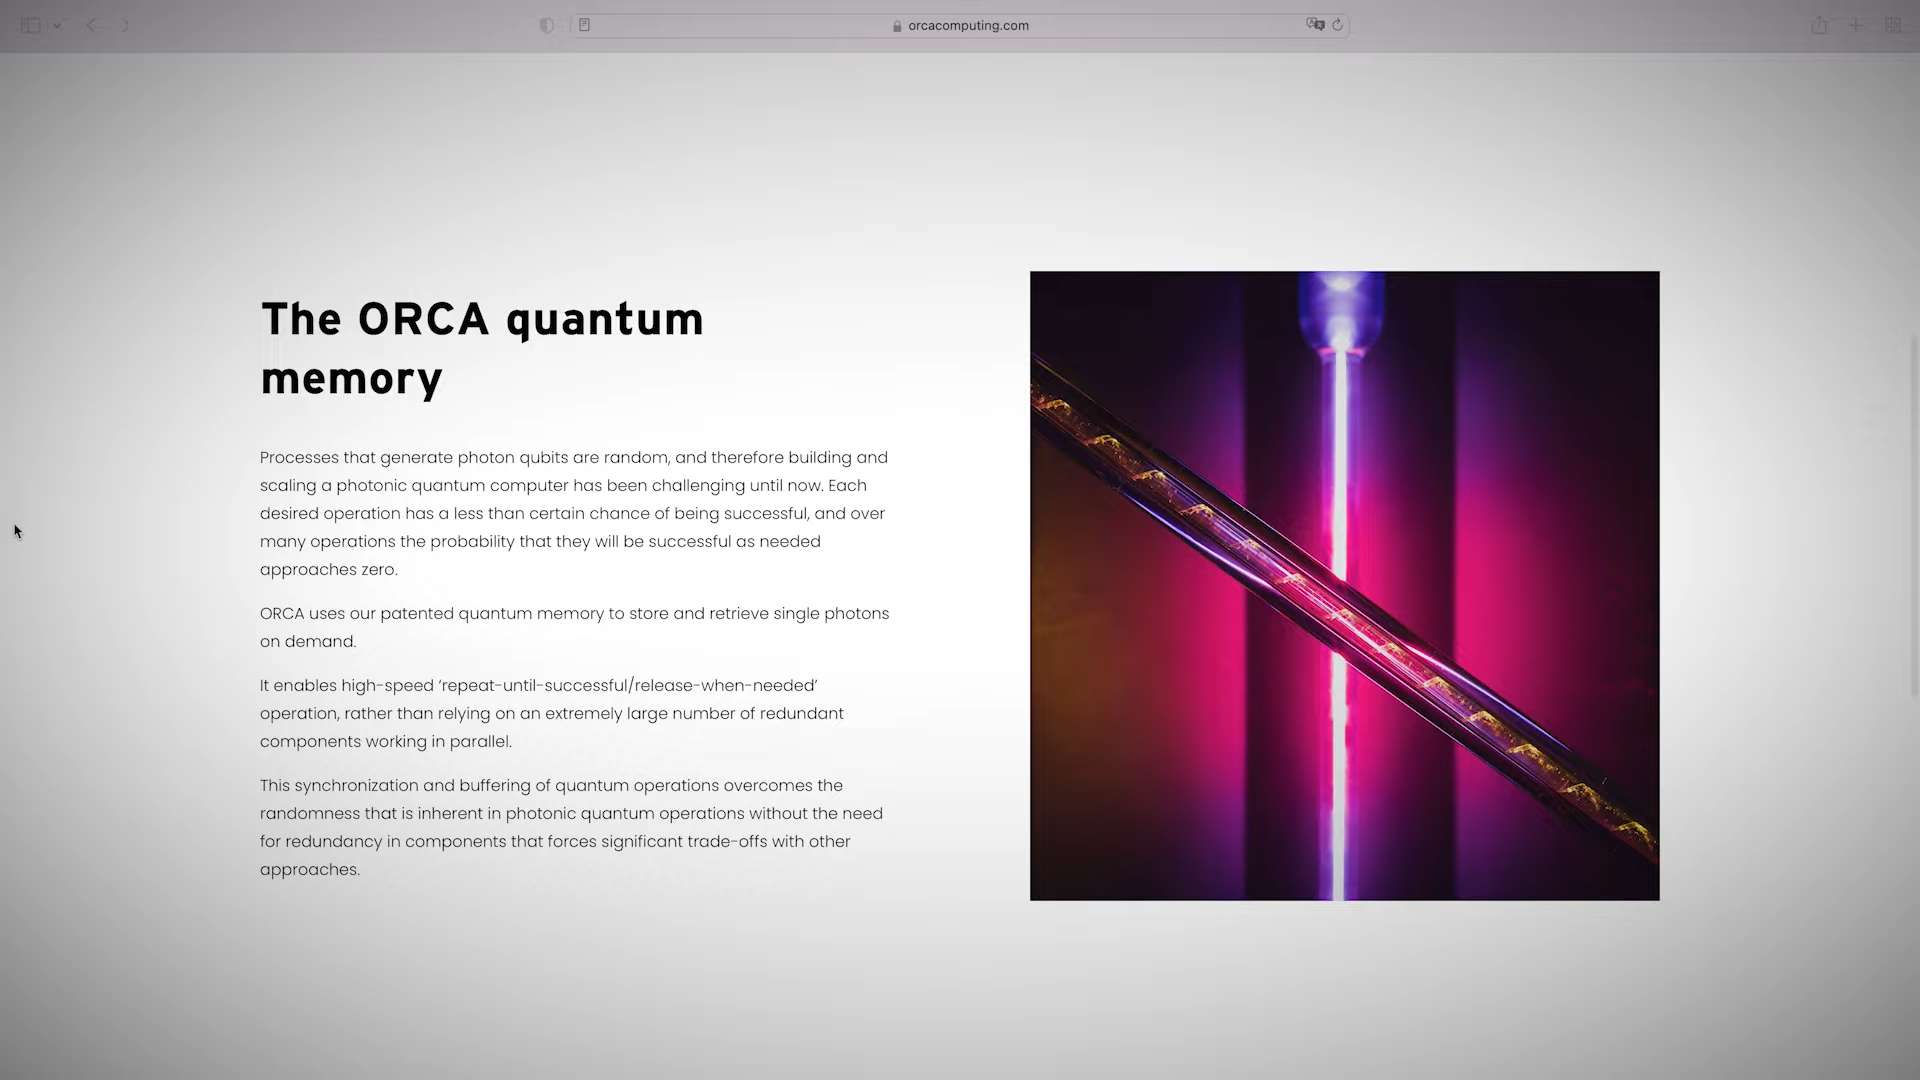 orcacomputing.com
The ORCA quantum
memory
Processes that generate photon qubits are random, and therefore building and
scaling a photonic quantum computer has been challenging until now. Each
desired operation has a less than certain chance of being successful, and over
many operations the probability that they will be successful as needed
approaches zero.
ORCA uses our patented quantum memory to store and retrieve single photons
on demand.
It enables high-speed ‘repeat-until-successful/release-when-needed’
operation, rather than relying on an extremely large number of redundant
components working in parallel.
This synchronization and buffering of quantum operations overcomes the
randomness that is inherent in photonic quantum operations without the need
for redundancy in components that forces significant trade-offs with other
approaches.